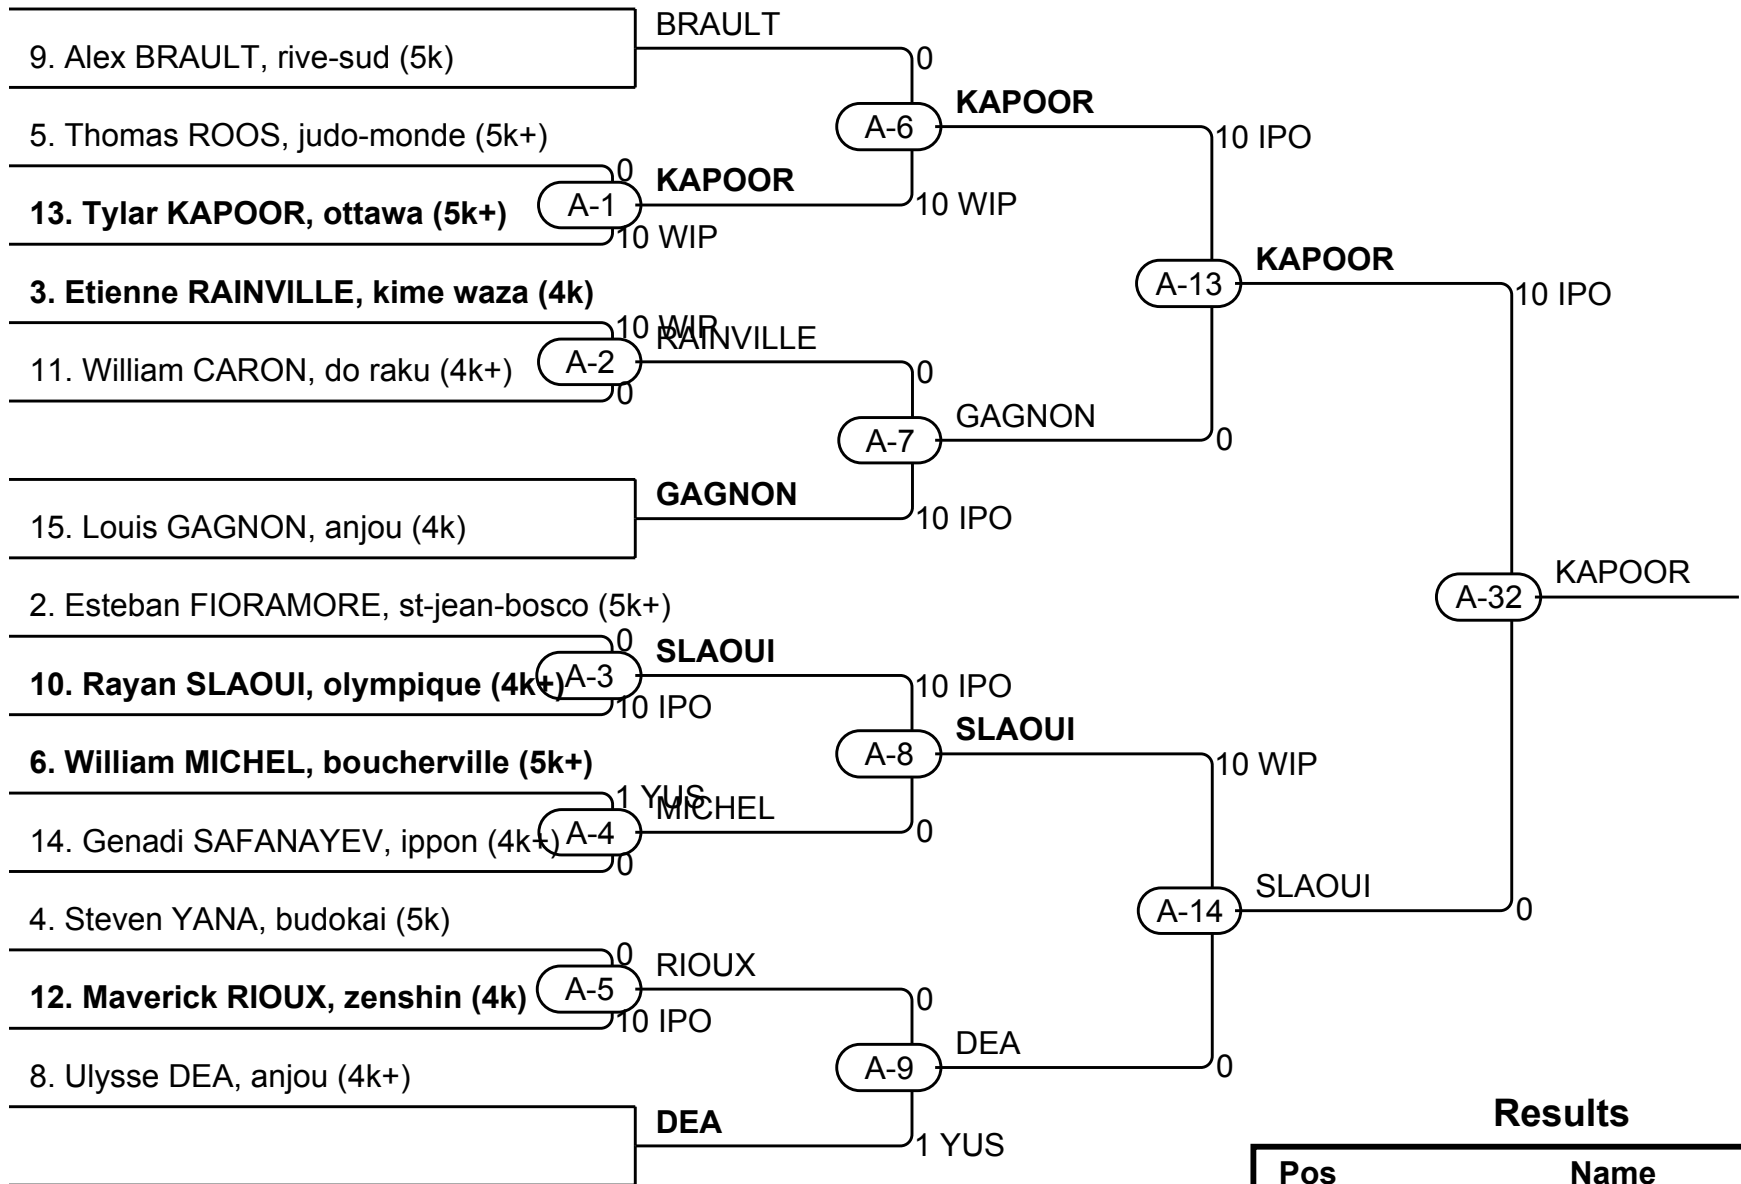 BRAULT
9. Alex BRAULT, rive-sud (5k)
0
KAPOOR
5. Thomas ROOS, judo-monde (5k+)
A-6
10 IPO
0
KAPOOR
13. Tylar KAPOOR, ottawa (5k+)
A-1
10 WIP
10 WIP
KAPOOR
3. Etienne RAINVILLE, kime waza (4k)
A-13
10 IPO
10 WIP
RAINVILLE
11. William CARON, do raku (4k+)
A-2
0
0
GAGNON
A-7
0
GAGNON
15. Louis GAGNON, anjou (4k)
10 IPO
KAPOOR
A-32
2. Esteban FIORAMORE, st-jean-bosco (5k+)
0
SLAOUI
10. Rayan SLAOUI, olympique (4k+)
A-3
10 IPO
10 IPO
SLAOUI
6. William MICHEL, boucherville (5k+)
A-8
10 WIP
1 YUS
MICHEL
14. Genadi SAFANAYEV, ippon (4k+)
A-4
0
0
SLAOUI
4. Steven YANA, budokai (5k)
A-14
0
0
RIOUX
12. Maverick RIOUX, zenshin (4k)
A-5
0
10 IPO
DEA
8. Ulysse DEA, anjou (4k+)
A-9
0
DEA
1 YUS
Results
Pos Name